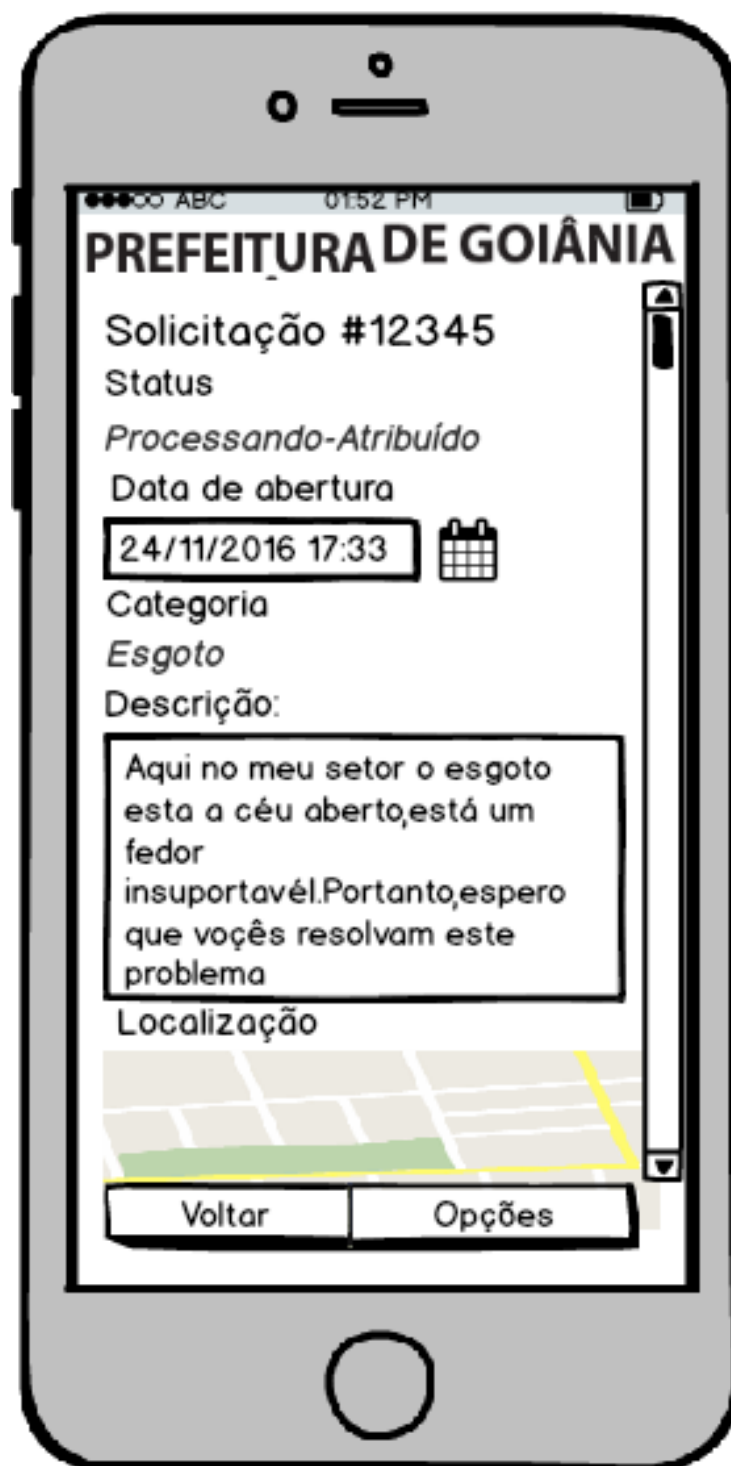 ABC 01:52 PM
PREFEITURA DE GOIÂNIA
Solicitação #12345
Status
Processando-Atribuído
Data de abertura
24/11/2016 17:33
Categoria
Esgoto
Descrição:
Aqui no meu setor o esgoto
esta a céu aberto,está um
fedor
insuportavél.Portanto,espero
que voçês resolvam este
problema
Localização
Voltar Opções